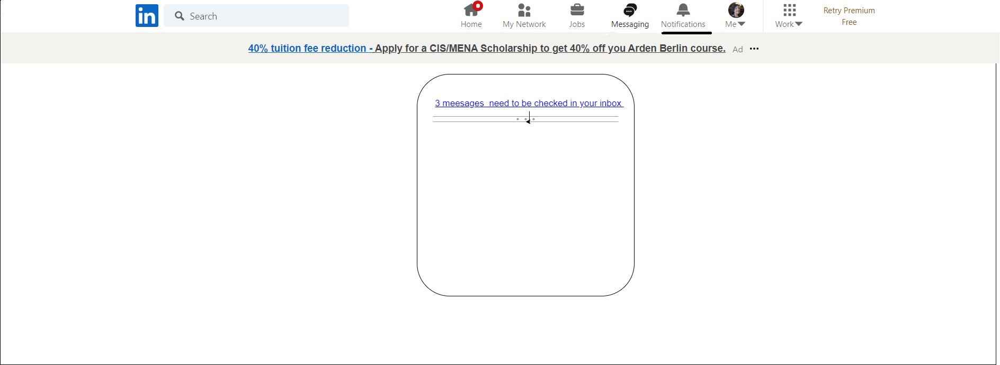 in
Search
Home
My Network
Jobs
Messaging
Notifications
Me
Work
Retry Premium
Free
40% tuition fee reduction - Apply for a CIS/MENA Scholarship to get 40% off you Arden Berlin course. Ad
3 meesages need to be checked in your inbox